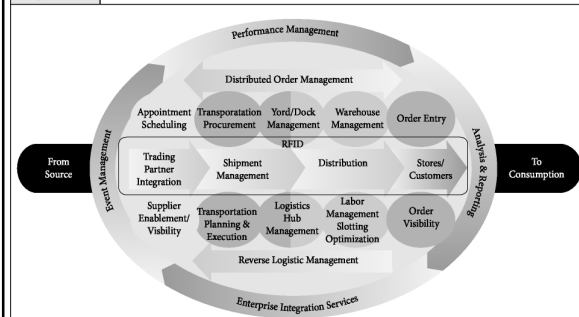 Performance Management
Distributed Order Management
Appointment
Scheduling
Transporatation
Procurement
Yord/Dock
Management
Warehouse
Management
Order Entry
RFID
From
Source
Event Management
Trading
Partner
Integration
Shipment
Management
Distribution
Stores/
Customers
Analysis & Reporting
To
Consumption
Supplier
Enablement/
Visbility
Transportation
Planning &
Execution
Logistics
Hub
Management
Labor
Management
Slotting
Optimization
Order
Visibility
Reverse Logistic Management
Enterprise Integration Services